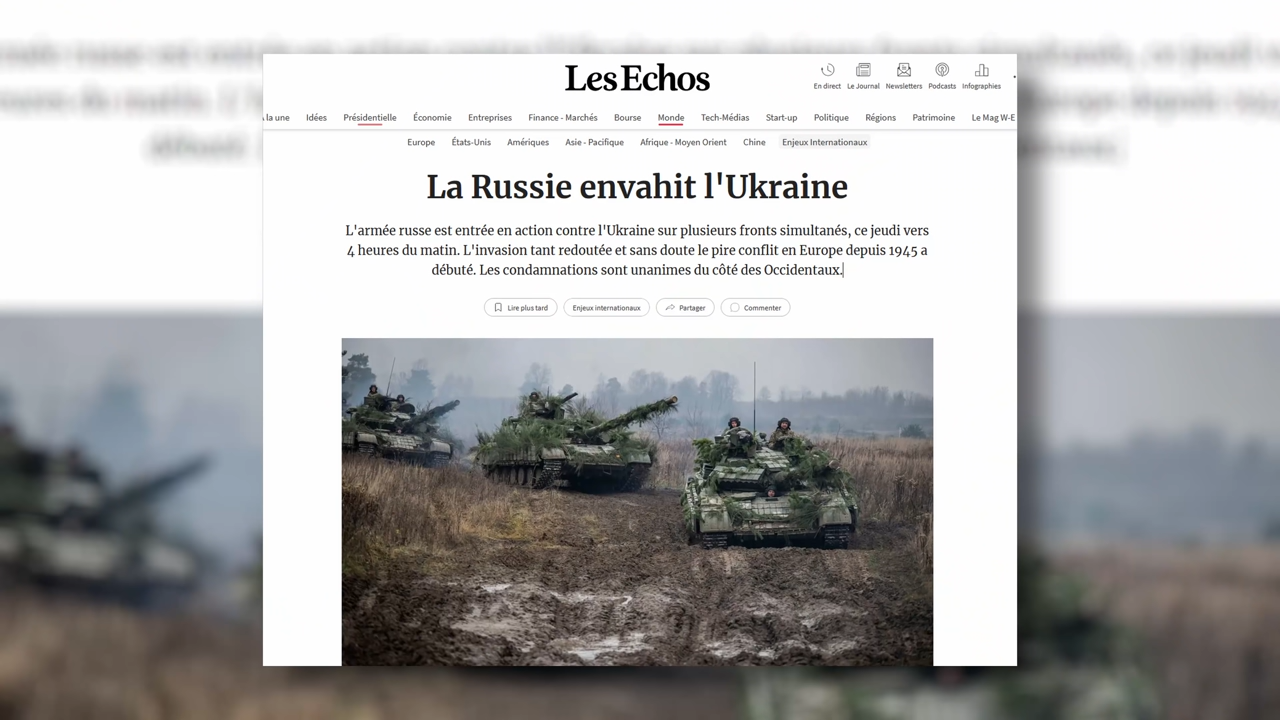 Les Echos
En direct Le Journal Newsletters Podcasts Infographies
la une Idées Présidentielle Économie Entreprises Finance - Marchés Bourse Monde Tech-Médias Start-up Politique Régions Patrimoine Le Mag W-E
Europe États-Unis Amériques Asie - Pacifique Afrique - Moyen Orient Chine Enjeux Internationaux
La Russie envahit l'Ukraine
L'armée russe est entrée en action contre l'Ukraine sur plusieurs fronts simultanés, ce jeudi vers
4 heures du matin. L'invasion tant redoutée et sans doute le pire conflit en Europe depuis 1945 a
débuté. Les condamnations sont unanimes du côté des Occidentaux.
Lire plus tard Enjeux internationaux Partager Commenter